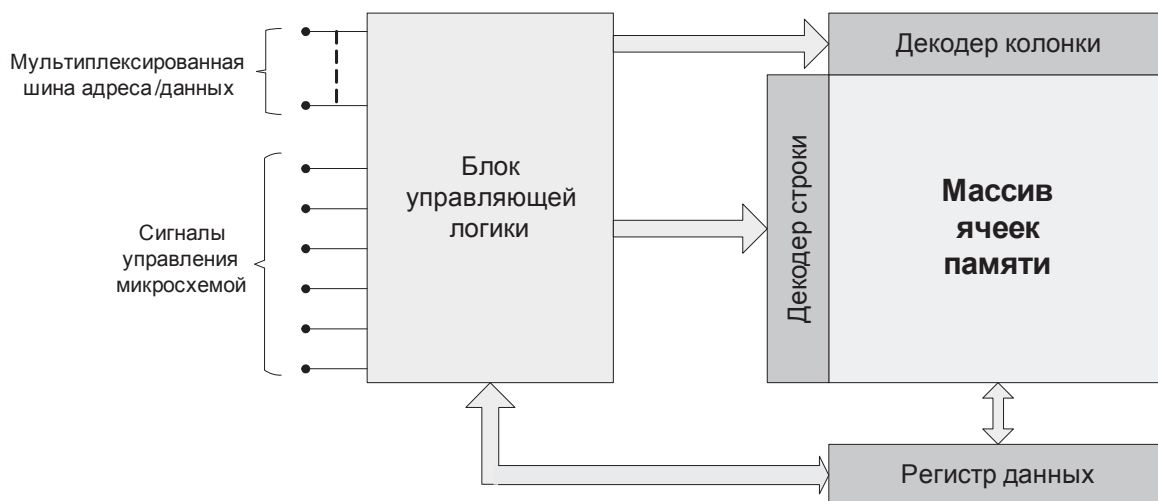 Мультиплексированная
шина адреса/данных
Сигналы
управления
микросхемой
Блок
управляющей
логики
Декодер колонки
Декодер строки
Массив
ячеек
памяти
Регистр данных